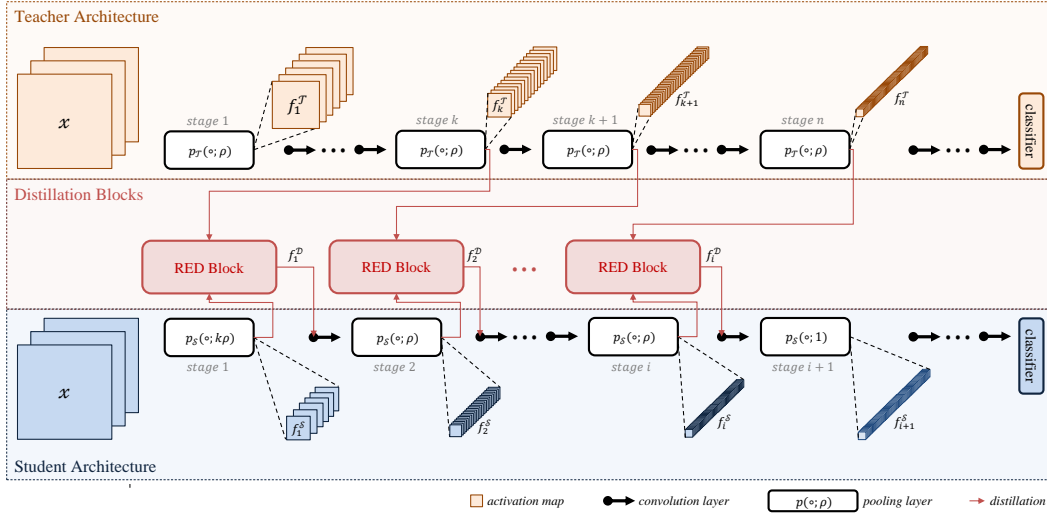 Teacher Architecture
x
f_1^𝒯
f_k^𝒯
f_{k+1}^𝒯
f_n^𝒯
stage 1
stage k
stage k + 1
stage n
p_𝒯(∘; ρ)
p_𝒯(∘; ρ)
p_𝒯(∘; ρ)
p_𝒯(∘; ρ)
classifier
Distillation Blocks
RED Block
f_1^𝒟
RED Block
f_2^𝒟
RED Block
f_i^𝒟
p_𝒮(∘; kρ)
p_𝒮(∘; ρ)
p_𝒮(∘; ρ)
p_𝒮(∘; 1)
classifier
stage 1
stage 2
stage i
stage i + 1
x
f_1^𝒮
f_2^𝒮
f_i^𝒮
f_{i+1}^𝒮
Student Architecture
activation map
convolution layer
p(∘; ρ)
pooling layer
distillation